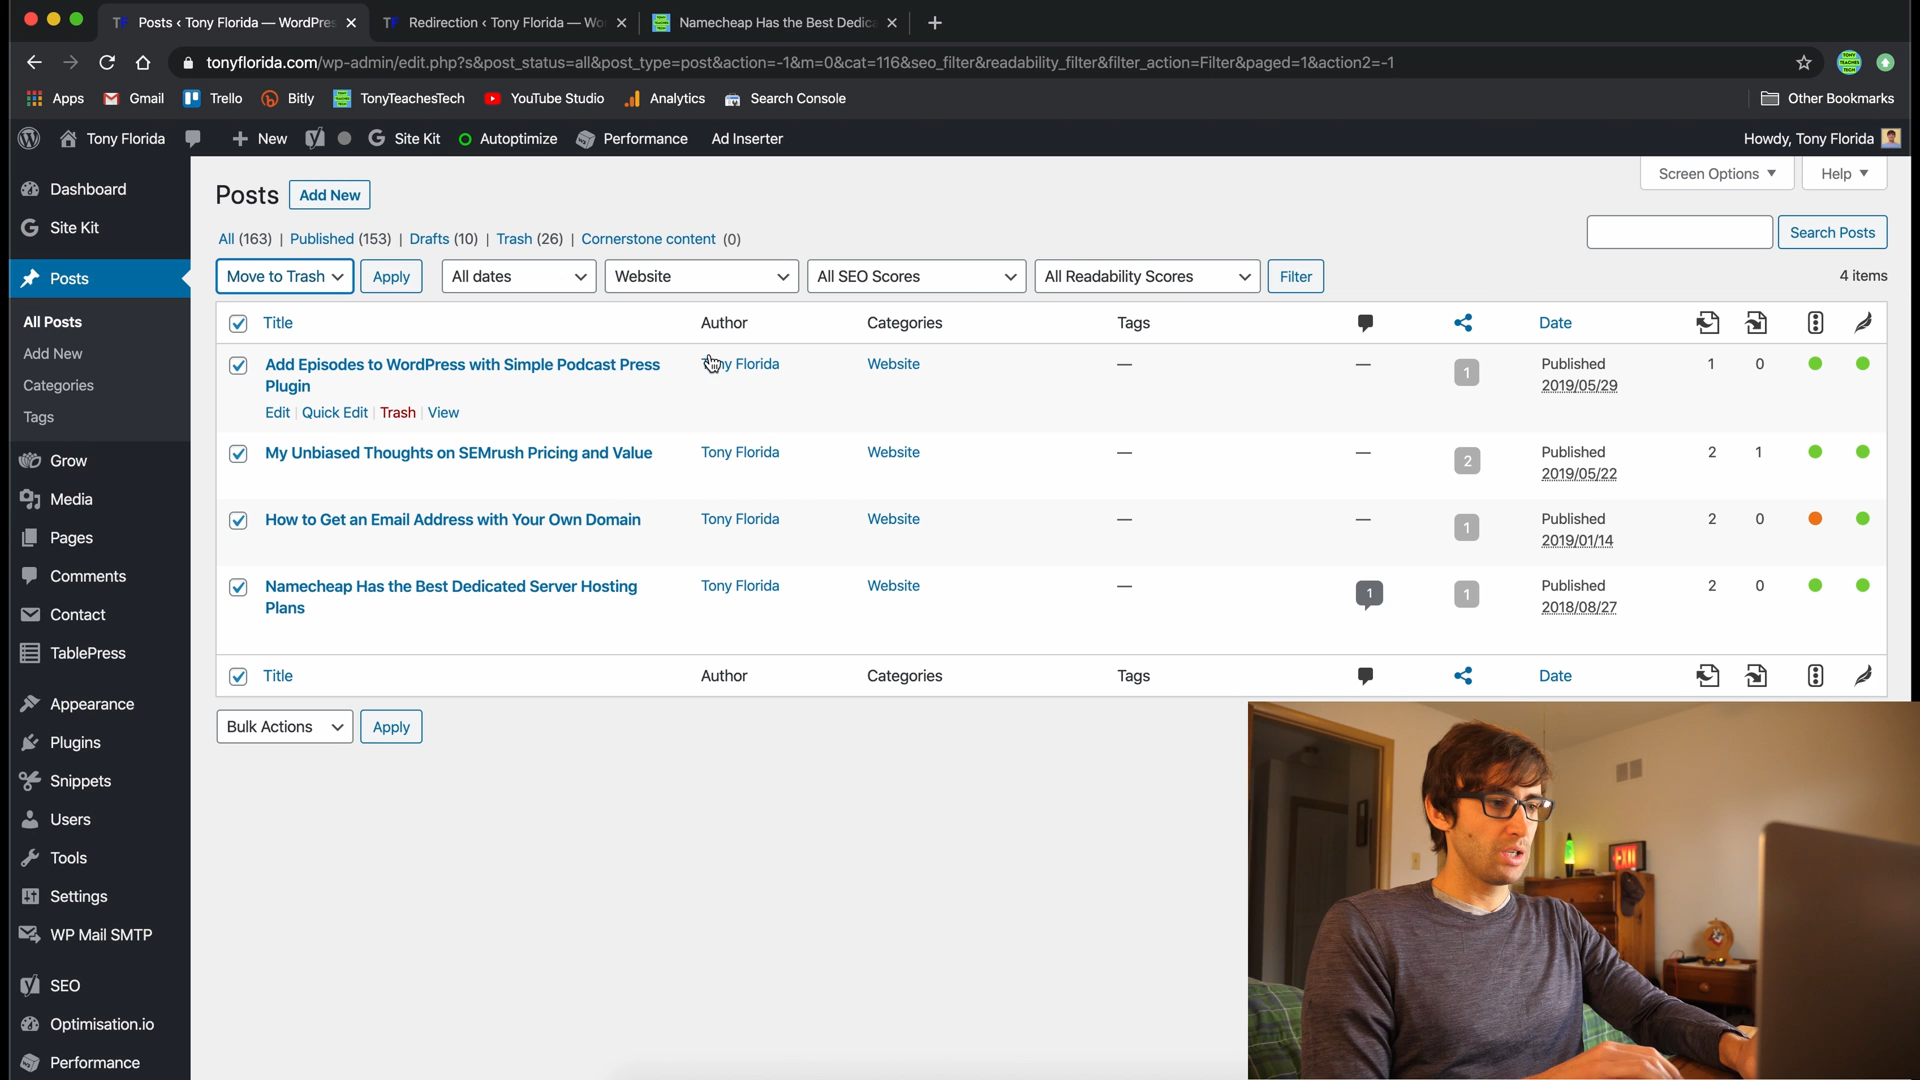 Posts ‹ Tony Florida — WordPres
Redirection ‹ Tony Florida — Wo
Namecheap Has the Best Dedic
tonyflorida.com/wp-admin/edit.php?s&post_status=all&post_type=post&action=-1&m=0&cat=116&seo_filter&readability_filter&filter_action=Filter&paged=1&action2=-1
Apps Gmail Trello Bitly TonyTeachesTech YouTube Studio Analytics Search Console Other Bookmarks
Tony Florida New Site Kit Autoptimize Performance Ad Inserter Howdy, Tony Florida
Screen Options Help
Dashboard
Site Kit
Posts
All Posts
Add New
Categories
Tags
Grow
Media
Pages
Comments
Contact
TablePress
Appearance
Plugins
Snippets
Users
Tools
Settings
WP Mail SMTP
SEO
Optimisation.io
Performance
Posts Add New
All (163) | Published (153) | Drafts (10) | Trash (26) | Cornerstone content (0)
Search Posts
Move to Trash Apply All dates Website All SEO Scores All Readability Scores Filter 4 items
Title Author Categories Tags Date
Add Episodes to WordPress with Simple Podcast Press Tony Florida Website — — 1 Published 1 0
Plugin 2019/05/29
Edit | Quick Edit | Trash | View
My Unbiased Thoughts on SEMrush Pricing and Value Tony Florida Website — — 2 Published 2 1
2019/05/22
How to Get an Email Address with Your Own Domain Tony Florida Website — — 1 Published 2 0
2019/01/14
Namecheap Has the Best Dedicated Server Hosting Tony Florida Website — 1 1 Published 2 0
Plans 2018/08/27
Title Author Categories Tags Date
Bulk Actions Apply
EXIT